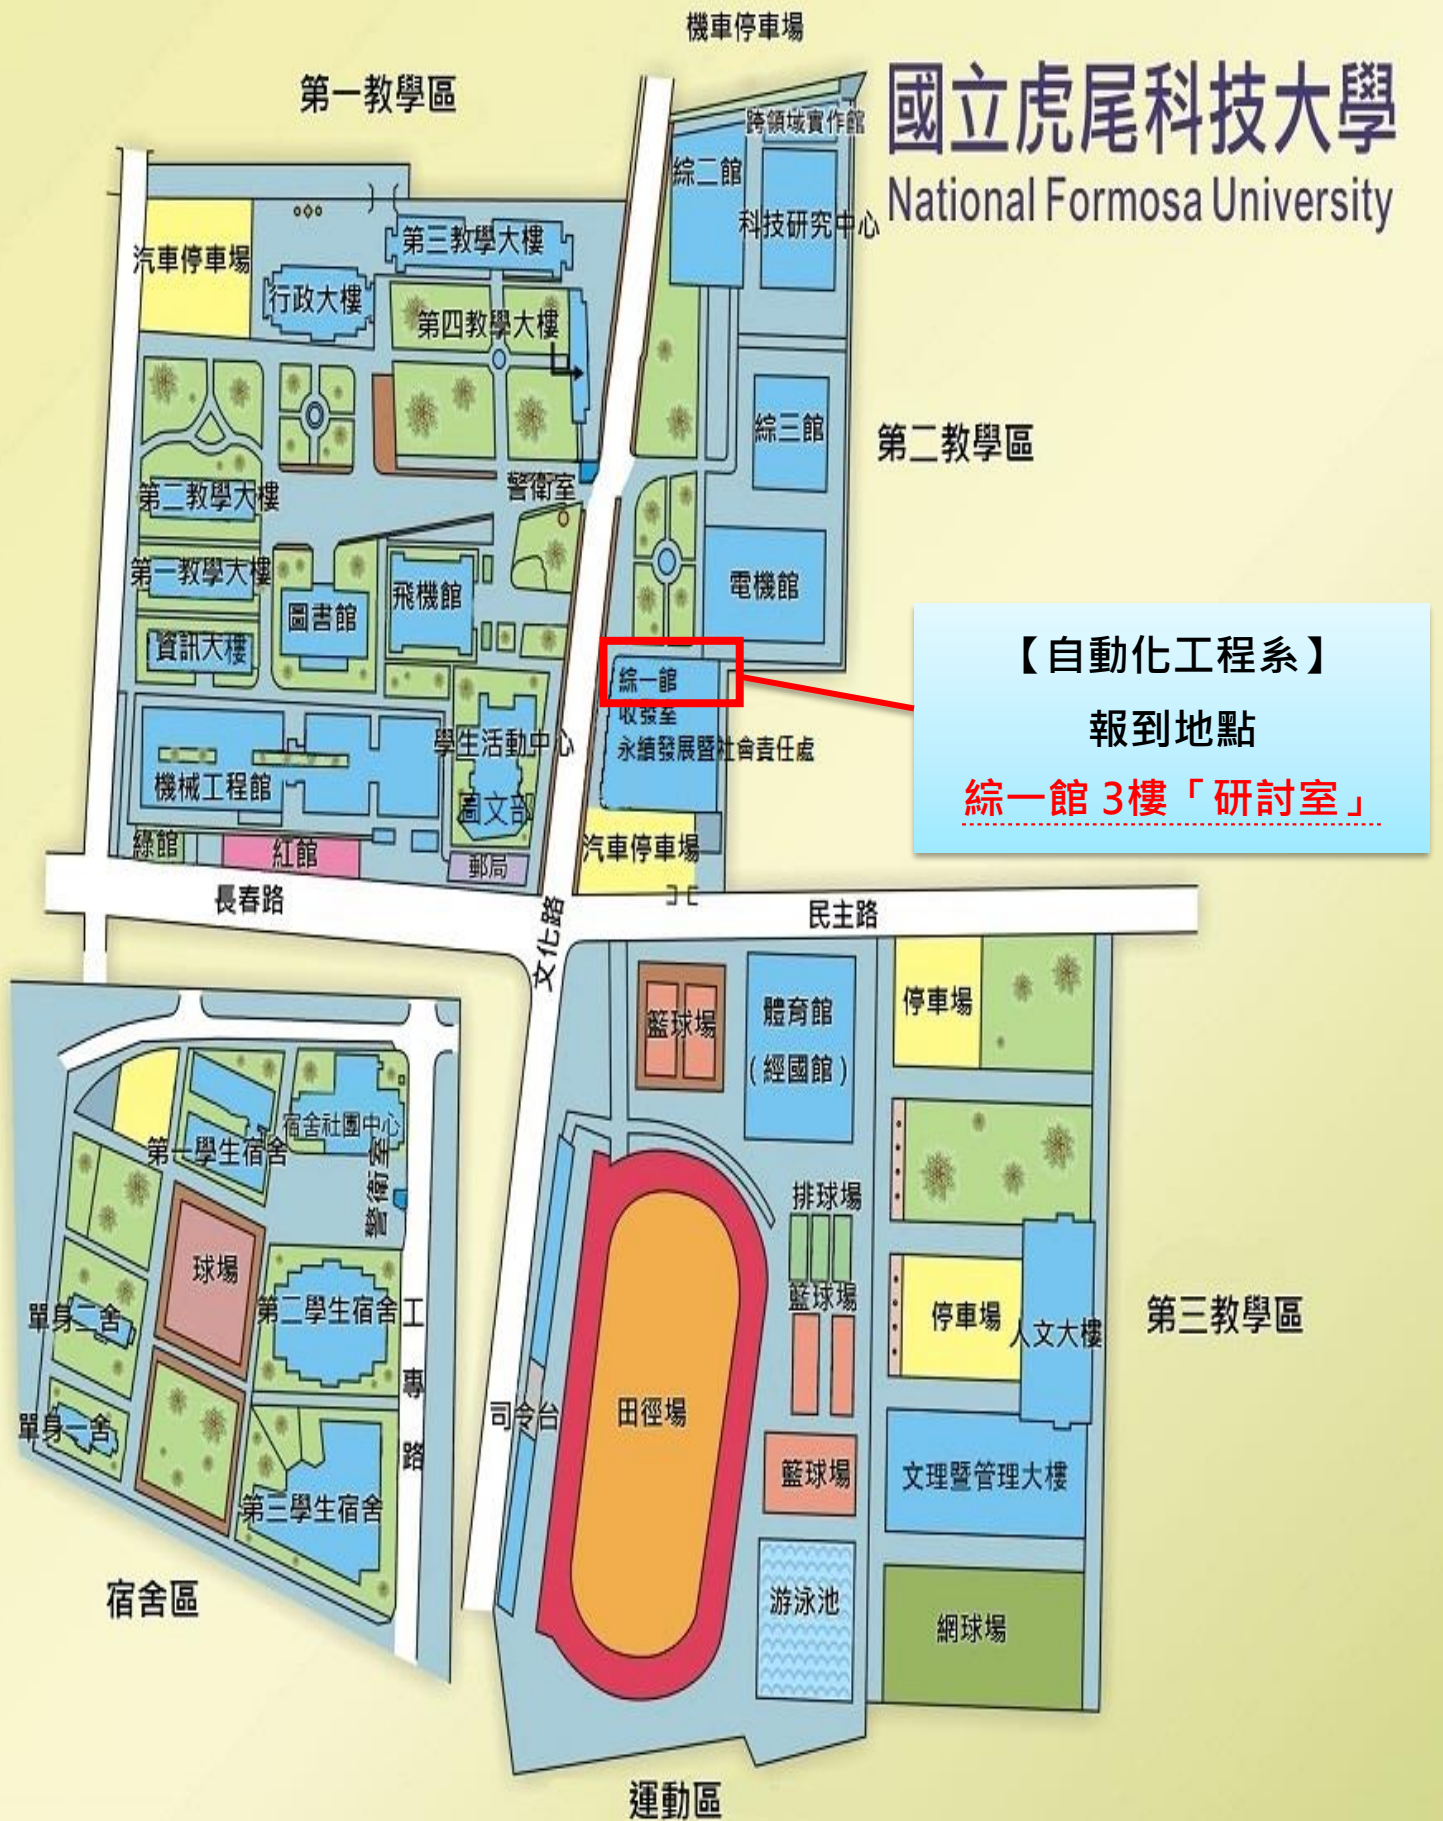 機車停車場
國立虎尾科技大學
National Formosa University
第一教學區
跨領域實作館
綜二館
科技研究中心
汽車停車場
第三教學大樓
行政大樓
第四教學大樓
綜三館
第二教學區
警衛室
第二教學大樓
第一教學大樓
飛機館
電機館
圖書館
資訊大樓
綜一館
收發室
永續發展暨社會責任處
【自動化工程系】
報到地點
綜一館 3樓「研討室」
學生活動中心
機械工程館
圖文部
綠館
紅館
郵局
汽車停車場
長春路
文化路
民主路
籃球場
體育館
(經國館)
停車場
宿舍社團中心
第一學生宿舍
警衛室
排球場
球場
籃球場
第二學生宿舍
單身二舍
停車場
人文大樓
第三教學區
工專路
司令台
田徑場
單身一舍
籃球場
文理暨管理大樓
第三學生宿舍
宿舍區
游泳池
網球場
運動區